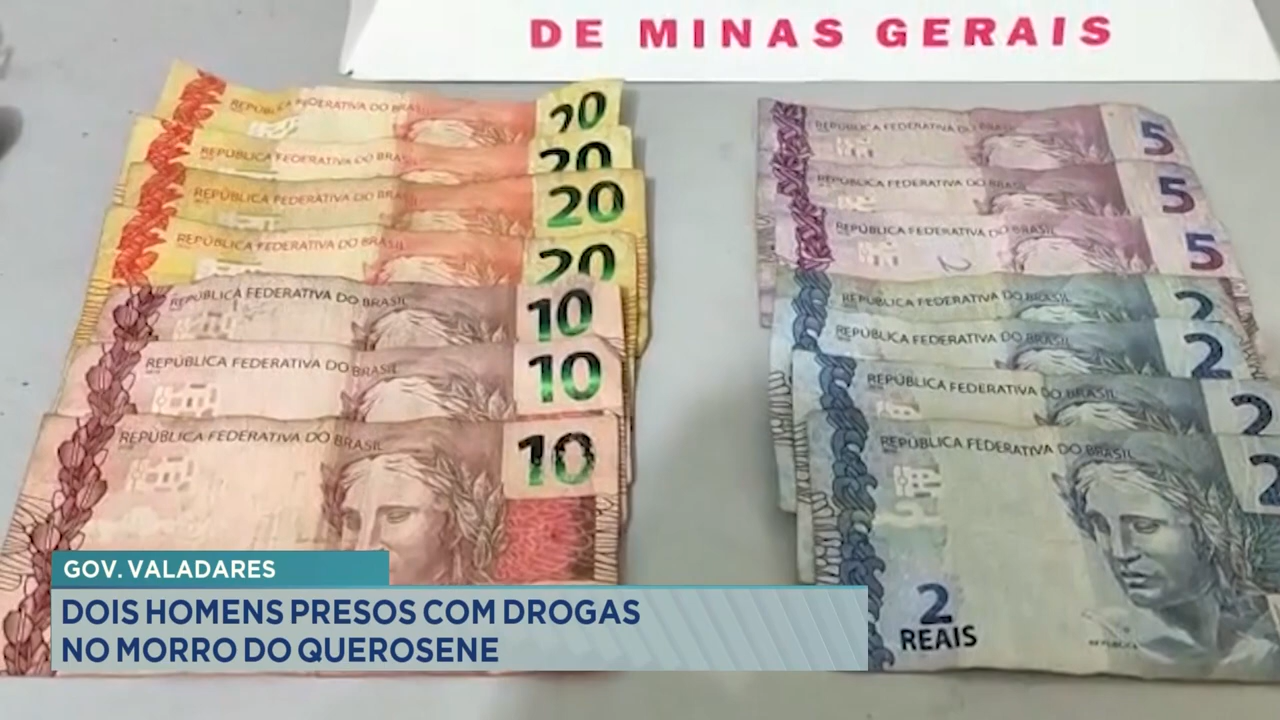 DE MINAS GERAIS
REPÚBLICA FEDERATIVA DO BRASIL
20
REPÚBLICA FEDERATIVA DO BRASIL
20
REPÚBLICA FEDERATIVA DO BRASIL
20
REPÚBLICA FEDERATIVA DO BRASIL
20
REPÚBLICA FEDERATIVA DO BRASIL
10
REPÚBLICA FEDERATIVA DO BRASIL
10
REPÚBLICA FEDERATIVA DO BRASIL
10
REPÚBLICA FEDERATIVA DO BRASIL
5
REPÚBLICA FEDERATIVA DO BRASIL
5
REPÚBLICA FEDERATIVA DO BRASIL
5
REPÚBLICA FEDERATIVA DO BRASIL
2
REPÚBLICA FEDERATIVA DO BRASIL
2
REPÚBLICA FEDERATIVA DO BRASIL
2
REPÚBLICA FEDERATIVA DO BRASIL
2
2
REAIS
GOV. VALADARES
DOIS HOMENS PRESOS COM DROGAS
NO MORRO DO QUEROSENE